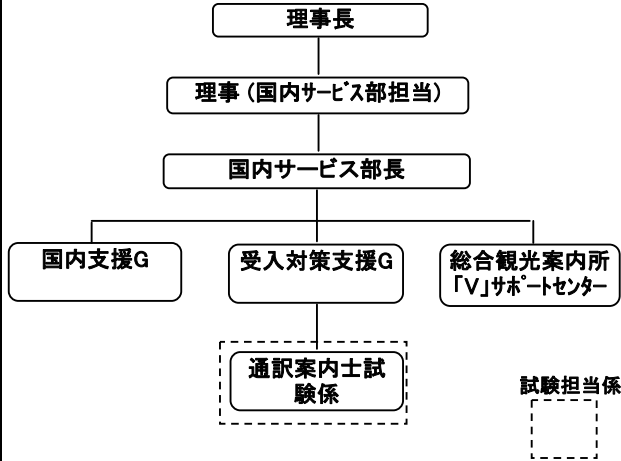 理事長
理事（国内ｻｰﾋﾞｽ部担当）
国内サービス部長
国内支援G
受入対策支援G
総合観光案内所
「V」ｻﾎﾟｰﾄｾﾝﾀｰ
通訳案内士試
験係
試験担当係